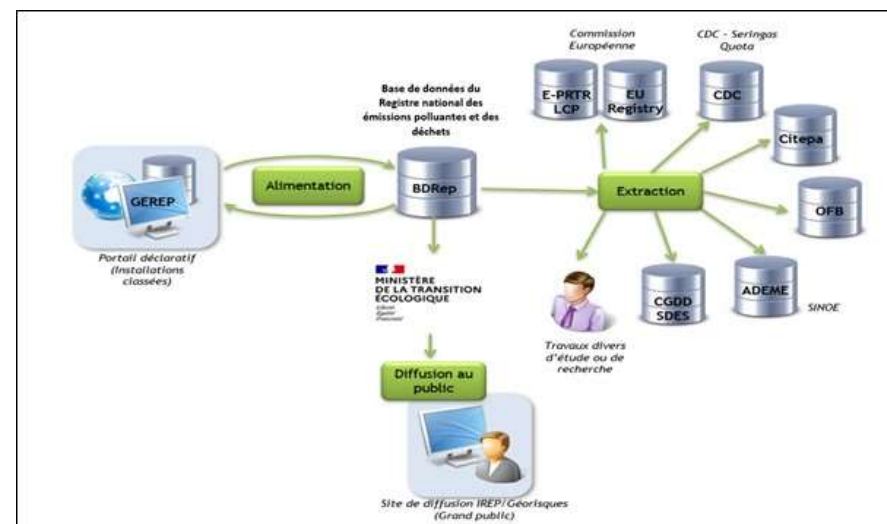 Commission
Européenne
CDC - Seringas
Quota
E-PRTR
LCP
EU
Registry
CDC
Base de données du
Registre national des
émissions polluantes et des
déchets
Citepa
GEREP
Alimentation
BDRep
Extraction
OFB
Portail déclaratif
(Installations
classées)
MINISTÈRE
DE LA TRANSITION
ÉCOLOGIQUE
Liberté
Égalité
Fraternité
CGDD
SDES
ADEME
SINOE
Travaux divers
d'étude ou de
recherche
Diffusion au
public
Site de diffusion IREP/Géorisques
(Grand public)